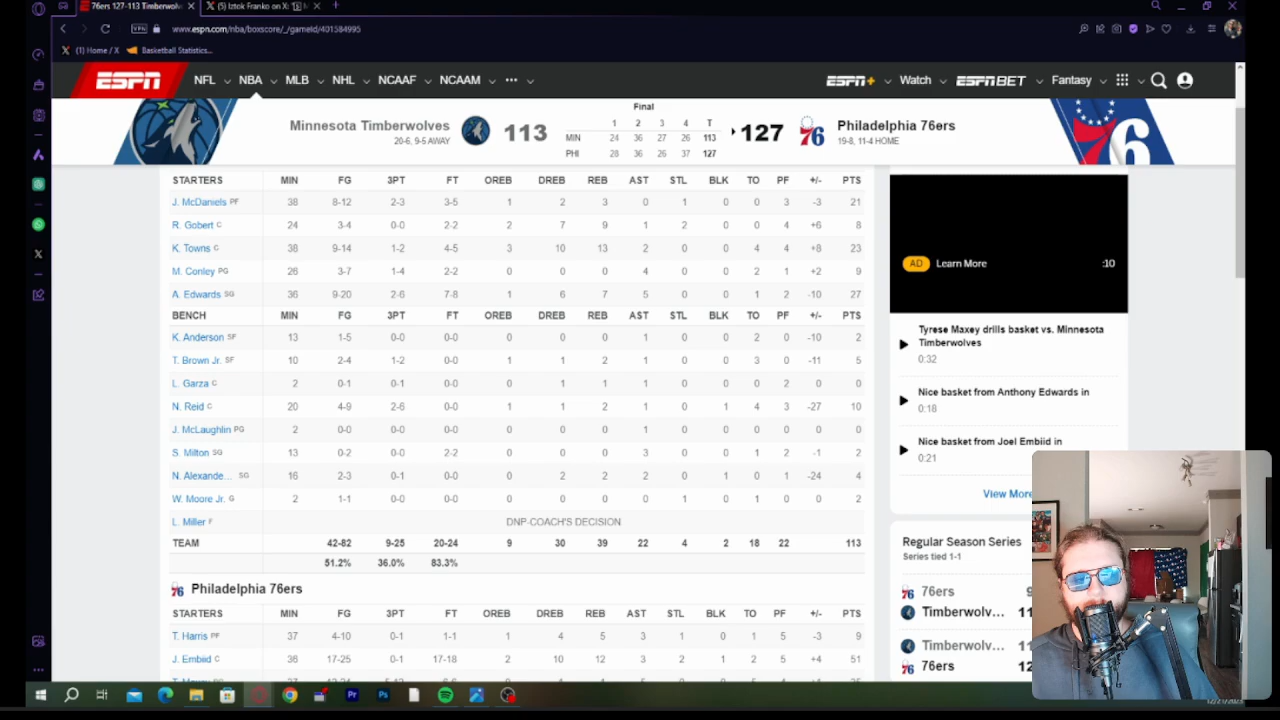 76ers 127-113 Timberwolv
(5) Iztok Franko on X:
VPN
www.espn.com/nba/boxscore/_/gameId/401584995
(1) Home / X
Basketball Statistics...
ESPN
NFL
NBA
MLB
NHL
NCAAF
NCAAM
ESPN+
Watch
ESPN BET
Fantasy
Final
Minnesota Timberwolves
20-6, 9-5 AWAY
113
1 2 3 4 T
MIN 24 36 27 26 113
PHI 28 36 26 37 127
127
76
Philadelphia 76ers
19-8, 11-4 HOME
STARTERS MIN FG 3PT FT OREB DREB REB AST STL BLK TO PF +/- PTS
J. McDaniels PF 38 8-12 2-3 3-5 1 2 3 0 1 0 0 3 -3 21
R. Gobert C 24 3-4 0-0 2-2 2 7 9 1 2 0 0 4 +6 8
K. Towns C 38 9-14 1-2 4-5 3 10 13 2 0 0 4 4 +8 23
M. Conley PG 26 3-7 1-4 2-2 0 0 0 4 0 0 2 1 +2 9
A. Edwards SG 36 9-20 2-6 7-8 1 6 7 5 0 0 1 2 -10 27
BENCH MIN FG 3PT FT OREB DREB REB AST STL BLK TO PF +/- PTS
K. Anderson SF 13 1-5 0-0 0-0 0 0 0 1 0 0 2 0 -10 2
T. Brown Jr. SF 10 2-4 1-2 0-0 1 1 2 1 0 0 3 0 -11 5
L. Garza C 2 0-1 0-1 0-0 0 1 1 1 0 0 0 2 0 0
N. Reid C 20 4-9 2-6 0-0 1 1 2 1 0 1 4 3 -27 10
J. McLaughlin PG 2 0-0 0-0 0-0 0 0 0 1 0 0 0 0 0 0
S. Milton SG 13 0-2 0-0 2-2 0 0 0 3 0 0 1 2 -1 2
N. Alexande... SG 16 2-3 0-1 0-0 0 2 2 2 0 1 0 1 -24 4
W. Moore Jr. G 2 1-1 0-0 0-0 0 0 0 0 1 0 1 0 0 2
L. Miller F DNP-COACH'S DECISION
TEAM 42-82 9-25 20-24 9 30 39 22 4 2 18 22 113
51.2% 36.0% 83.3%
76 Philadelphia 76ers
STARTERS MIN FG 3PT FT OREB DREB REB AST STL BLK TO PF +/- PTS
T. Harris PF 37 4-10 0-1 1-1 1 4 5 3 1 0 1 5 -3 9
J. Embiid C 36 17-25 0-1 17-18 2 10 12 3 2 1 2 5 +4 51
AD Learn More :10
Tyrese Maxey drills basket vs. Minnesota
Timberwolves
0:32
Nice basket from Anthony Edwards in
0:18
Nice basket from Joel Embiid in
0:21
View More
Regular Season Series
Series tied 1-1
76ers 9
Timberwolv... 11
Timberwolv... 11
76ers 12
Pr
Ps